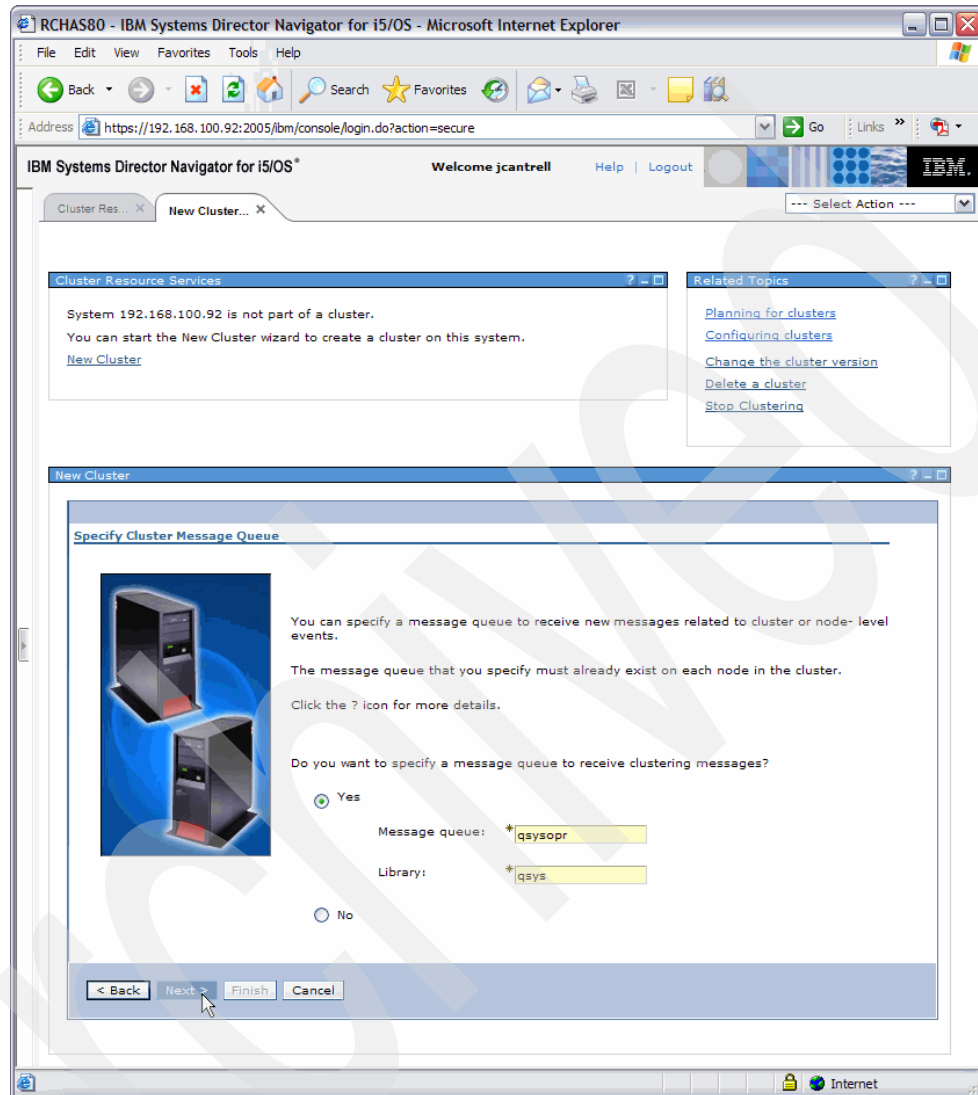 RCHAS80 - IBM Systems Director Navigator for i5/OS - Microsoft Internet Explorer
File Edit View Favorites Tools Help
Back Search Favorites
Address https://192.168.100.92:2005/ibm/console/login.do?action=secure Go Links »
IBM Systems Director Navigator for i5/OS® Welcome jcantrell Help | Logout IBM.
Cluster Res... X New Cluster... X --- Select Action ---
Cluster Resource Services ?
System 192.168.100.92 is not part of a cluster.
You can start the New Cluster wizard to create a cluster on this system.
New Cluster
Related Topics ?
Planning for clusters
Configuring clusters
Change the cluster version
Delete a cluster
Stop Clustering
New Cluster ?
Specify Cluster Message Queue
You can specify a message queue to receive new messages related to cluster or node- level
events.
The message queue that you specify must already exist on each node in the cluster.
Click the ? icon for more details.
Do you want to specify a message queue to receive clustering messages?
Yes
Message queue: *qsysopr
Library: *qsys
No
< Back Next > Finish Cancel
Internet